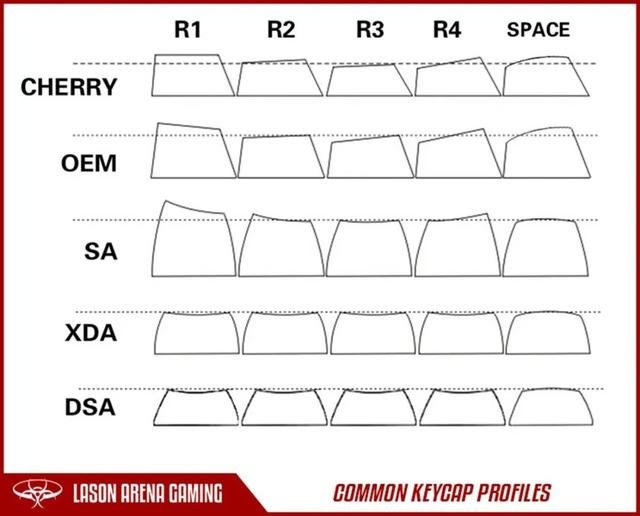 R1 R2 R3 R4 SPACE
CHERRY
OEM
SA
XDA
DSA
LASON ARENA GAMING
COMMON KEYCAP PROFILES